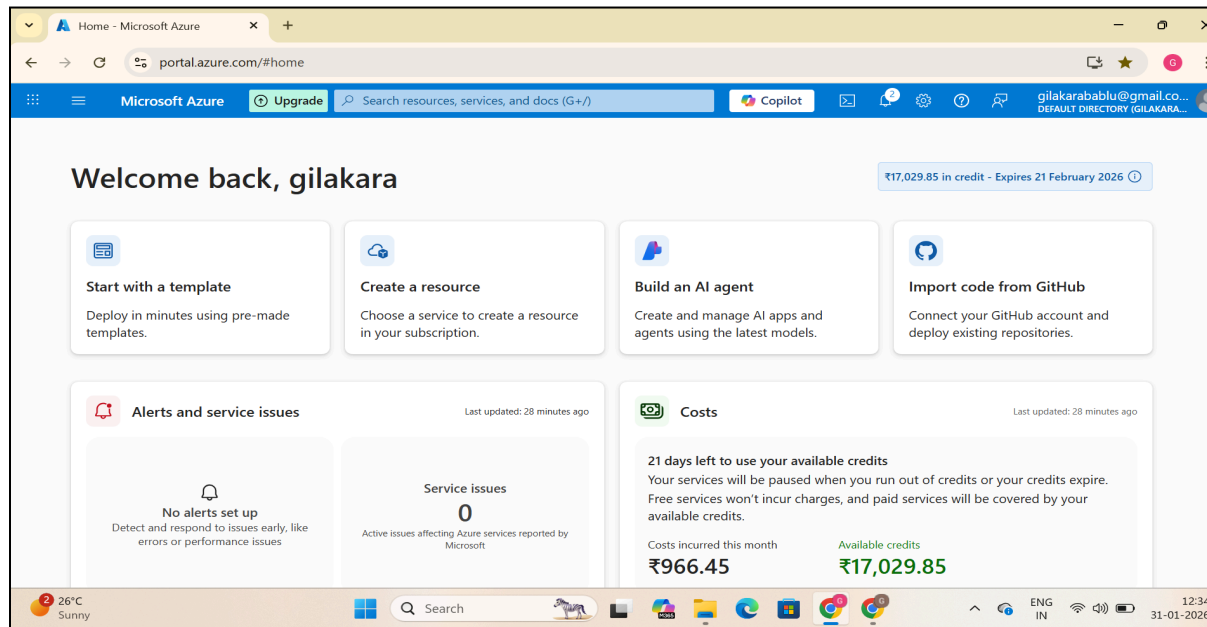 Home - Microsoft Azure
portal.azure.com/#home
G
Microsoft Azure
Upgrade
Search resources, services, and docs (G+/)
Copilot
2
gilakarabablu@gmail.co...
DEFAULT DIRECTORY (GILAKARA...
Welcome back, gilakara
₹17,029.85 in credit - Expires 21 February 2026
Start with a template
Deploy in minutes using pre-made
templates.
Create a resource
Choose a service to create a resource
in your subscription.
Build an AI agent
Create and manage AI apps and
agents using the latest models.
Import code from GitHub
Connect your GitHub account and
deploy existing repositories.
Alerts and service issues
Last updated: 28 minutes ago
No alerts set up
Detect and respond to issues early, like
errors or performance issues
Service issues
0
Active issues affecting Azure services reported by
Microsoft
Costs
Last updated: 28 minutes ago
21 days left to use your available credits
Your services will be paused when you run out of credits or your credits expire.
Free services won't incur charges, and paid services will be covered by your
available credits.
Costs incurred this month
₹966.45
Available credits
₹17,029.85
2
26°C
Sunny
Search
M365
G
G
ENG
IN
12:34
31-01-2026